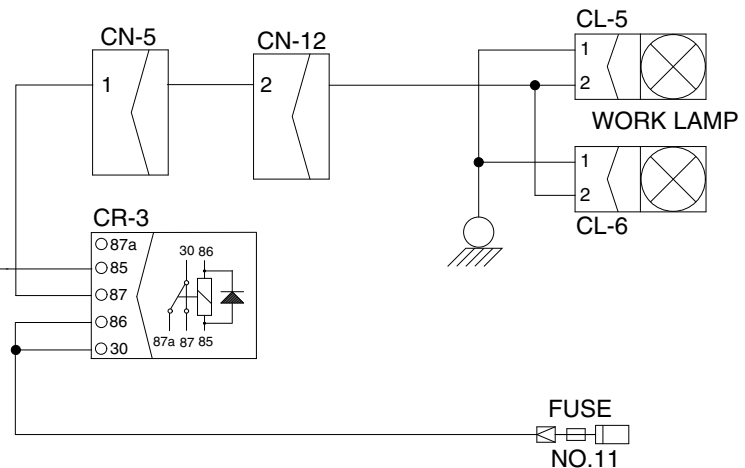 CL-5
CN-5
CN-12
1
1
2
2
WORK LAMP
1
2
CL-6
CR-3
87a
85
87
86
30
30 86
87a 87 85
FUSE
NO.11